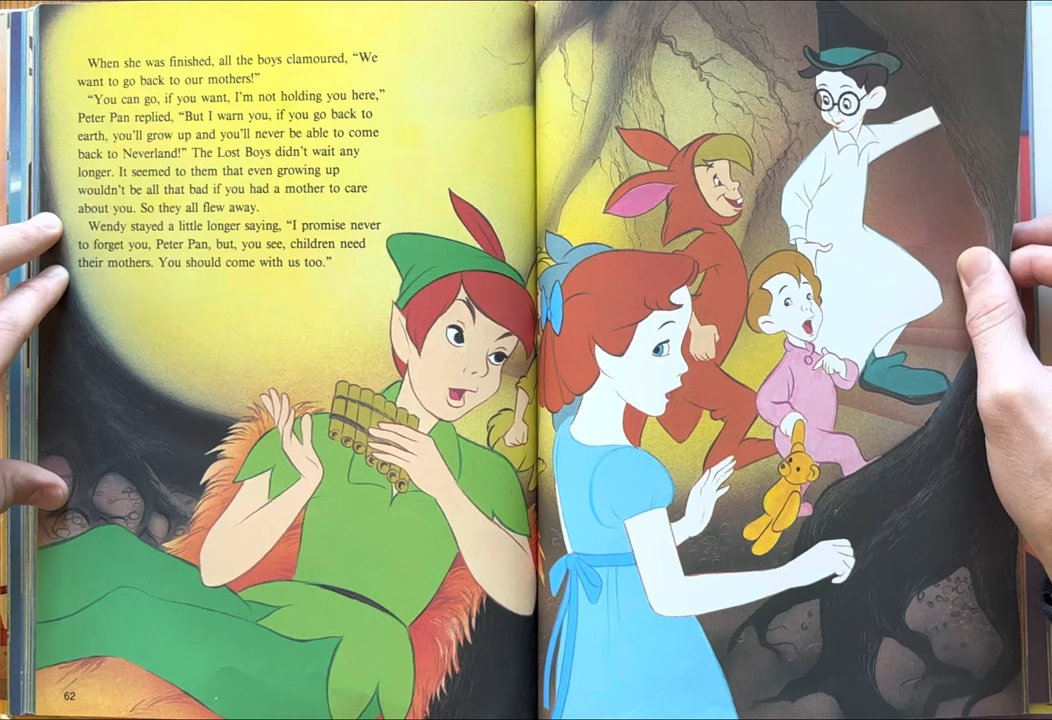 When she was finished, all the boys clamoured, “We
want to go back to our mothers!”
“You can go, if you want, I’m not holding you here,”
Peter Pan replied, “But I warn you, if you go back to
earth, you’ll grow up and you’ll never be able to come
back to Neverland!” The Lost Boys didn’t wait any
longer. It seemed to them that even growing up
wouldn’t be all that bad if you had a mother to care
about you. So they all flew away.
Wendy stayed a little longer saying, “I promise never
to forget you, Peter Pan, but, you see, children need
their mothers. You should come with us too.”
62